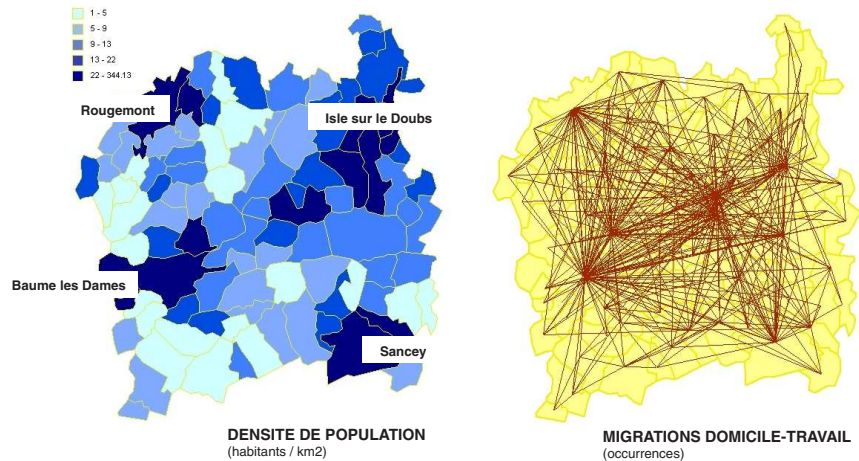 1 - 5
5 - 9
9 - 13
13 - 22
22 - 344.13
Rougemont
Isle sur le Doubs
Baume les Dames
Sancey
DENSITE DE POPULATION
(habitants / km2)
MIGRATIONS DOMICILE-TRAVAIL
(occurrences)